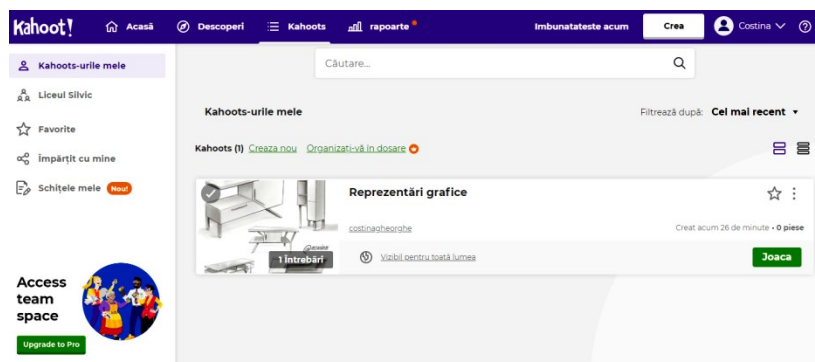 Kahoot! Acasă Descoperi Kahoots rapoarte Imbunatateste acum Crea Costina
Kahoots-urile mele
Liceul Silvic
Favorite
Împărțit cu mine
Schițele mele Nou!
Access
team
space
Upgrade to Pro
Căutare...
Kahoots-urile mele Filtrează după: Cel mai recent
Kahoots (1) Creaza nou Organizați-vă în dosare
Reprezentări grafice
costinagheorghe Creat acum 26 de minute • 0 piese
1 Întrebări Vizibil pentru toată lumea Joaca